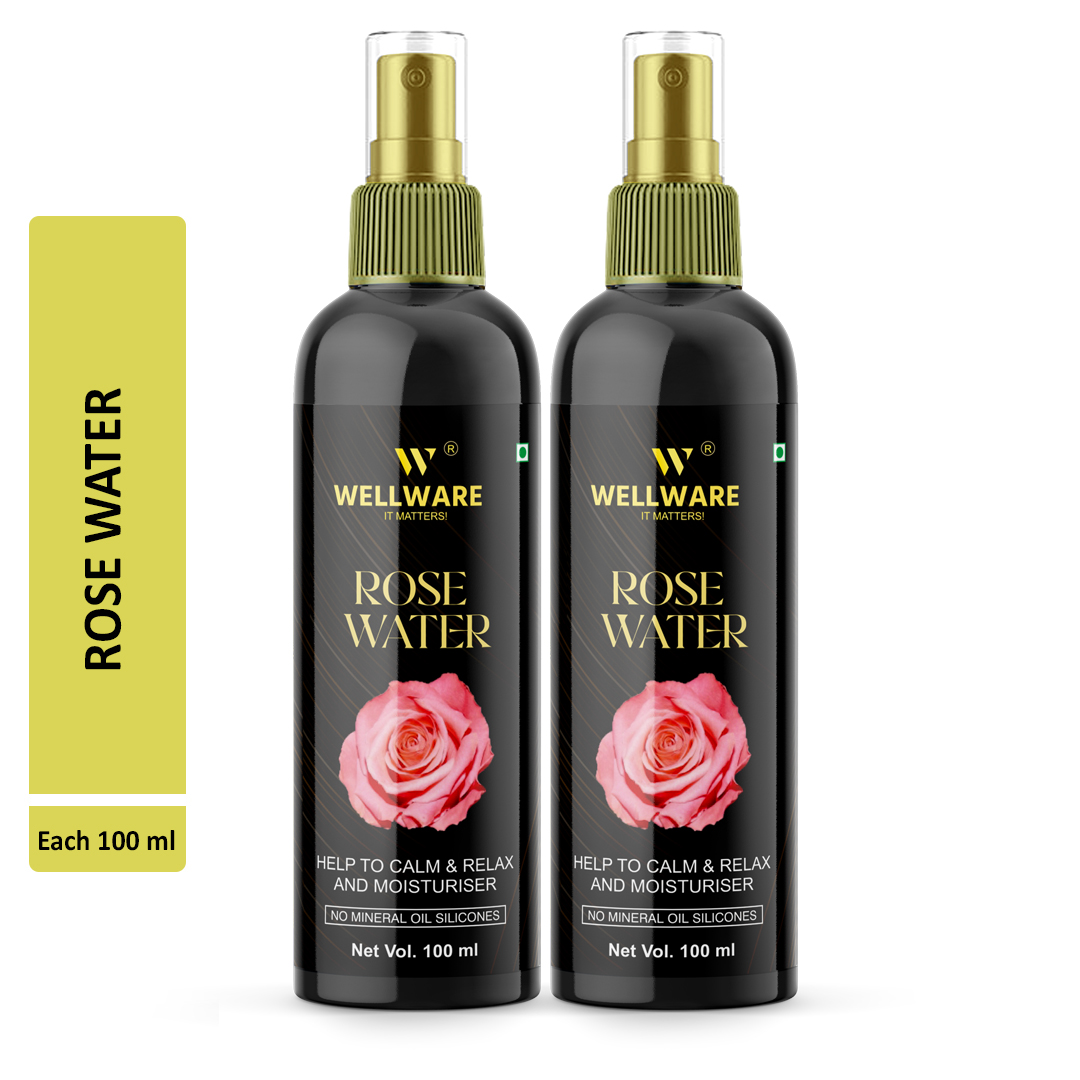 ROSE WATER
Each 100 ml
W ®
WELLWARE
IT MATTERS!
ROSE
WATER
HELP TO CALM & RELAX
AND MOISTURISER
NO MINERAL OIL SILICONES
Net Vol. 100 ml
W ®
WELLWARE
IT MATTERS!
ROSE
WATER
HELP TO CALM & RELAX
AND MOISTURISER
NO MINERAL OIL SILICONES
Net Vol. 100 ml